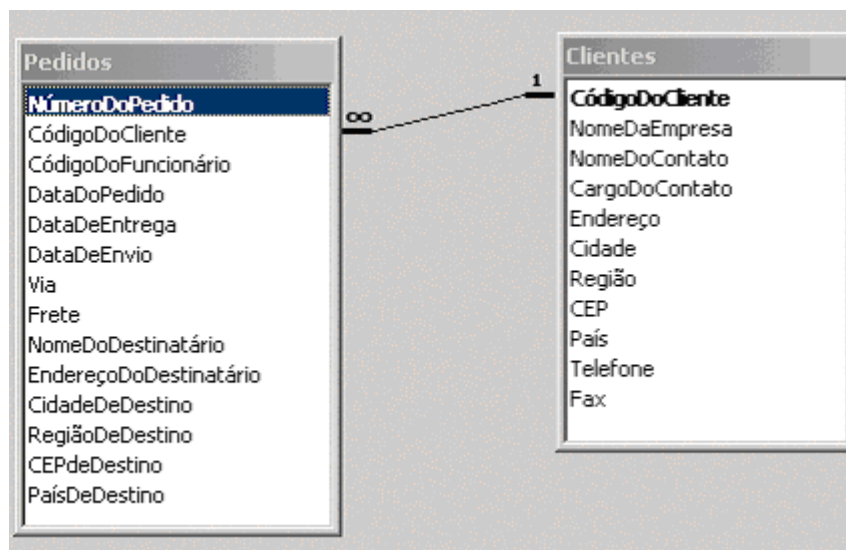 Pedidos
NúmeroDoPedido
CódigoDoCliente
CódigoDoFuncionário
DataDoPedido
DataDeEntrega
DataDeEnvio
Via
Frete
NomeDoDestinatário
EndereçoDoDestinatário
CidadeDeDestino
RegiãoDeDestino
CEPdeDestino
PaísDeDestino
∞
1
Clientes
CódigoDoCliente
NomeDaEmpresa
NomeDoContato
CargoDoContato
Endereço
Cidade
Região
CEP
País
Telefone
Fax